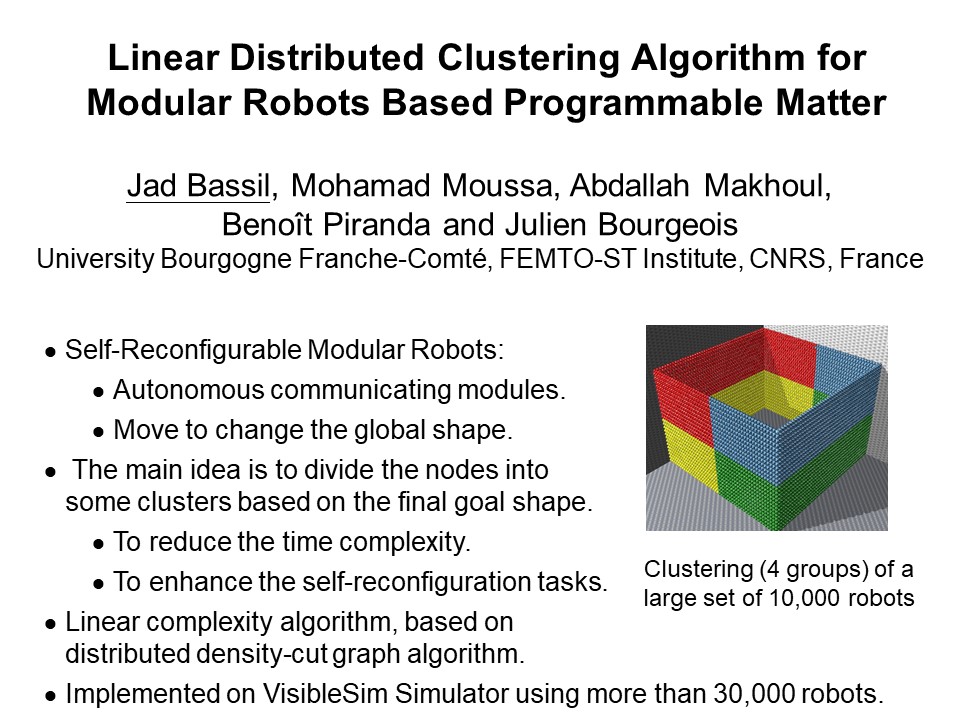 Linear Distributed Clustering Algorithm for
Modular Robots Based Programmable Matter
Jad Bassil, Mohamad Moussa, Abdallah Makhoul,
Benoît Piranda and Julien Bourgeois
University Bourgogne Franche-Comté, FEMTO-ST Institute, CNRS, France
• Self-Reconfigurable Modular Robots:
• Autonomous communicating modules.
• Move to change the global shape.
• The main idea is to divide the nodes into
some clusters based on the final goal shape.
• To reduce the time complexity.
• To enhance the self-reconfiguration tasks.
• Linear complexity algorithm, based on
distributed density-cut graph algorithm.
• Implemented on VisibleSim Simulator using more than 30,000 robots.
Clustering (4 groups) of a
large set of 10,000 robots